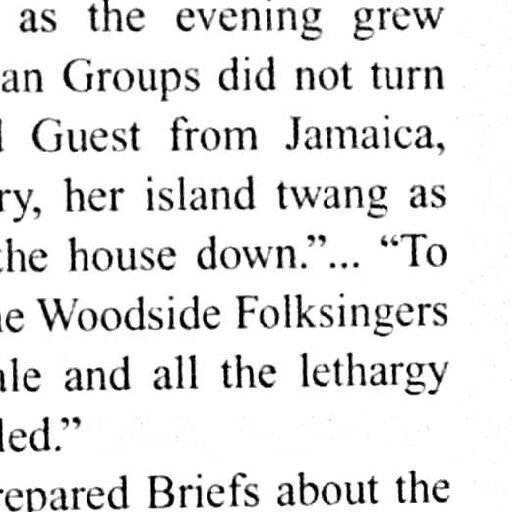 as the evening grew
an Groups did not turn
Guest from Jamaica,
ry, her island twang as
the house down.”... “To
e Woodside Folksingers
ale and all the lethargy
led.”
repared Briefs about the